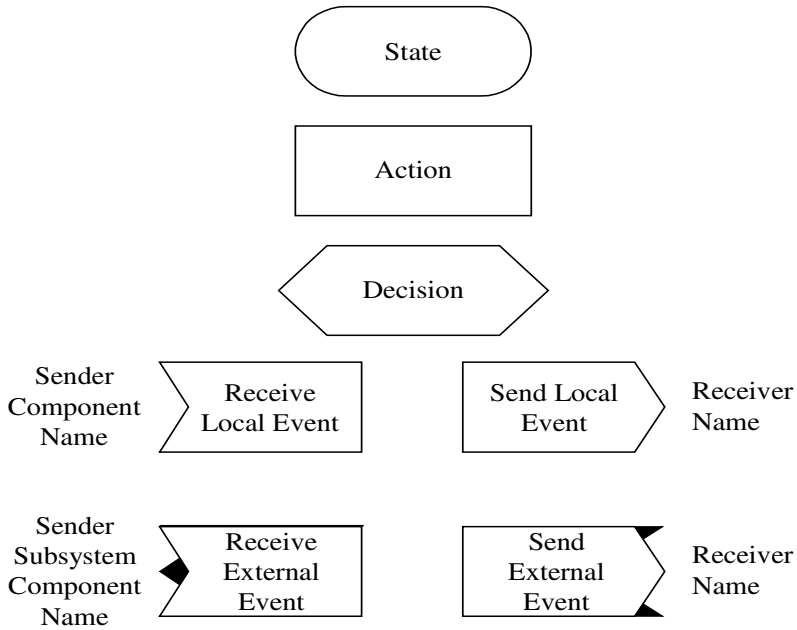 State
Action
Decision
Sender
Component
Name
Receive
Local Event
Send Local
Event
Receiver
Name
Sender
Subsystem
Component
Name
Receive
External
Event
Send
External
Event
Receiver
Name